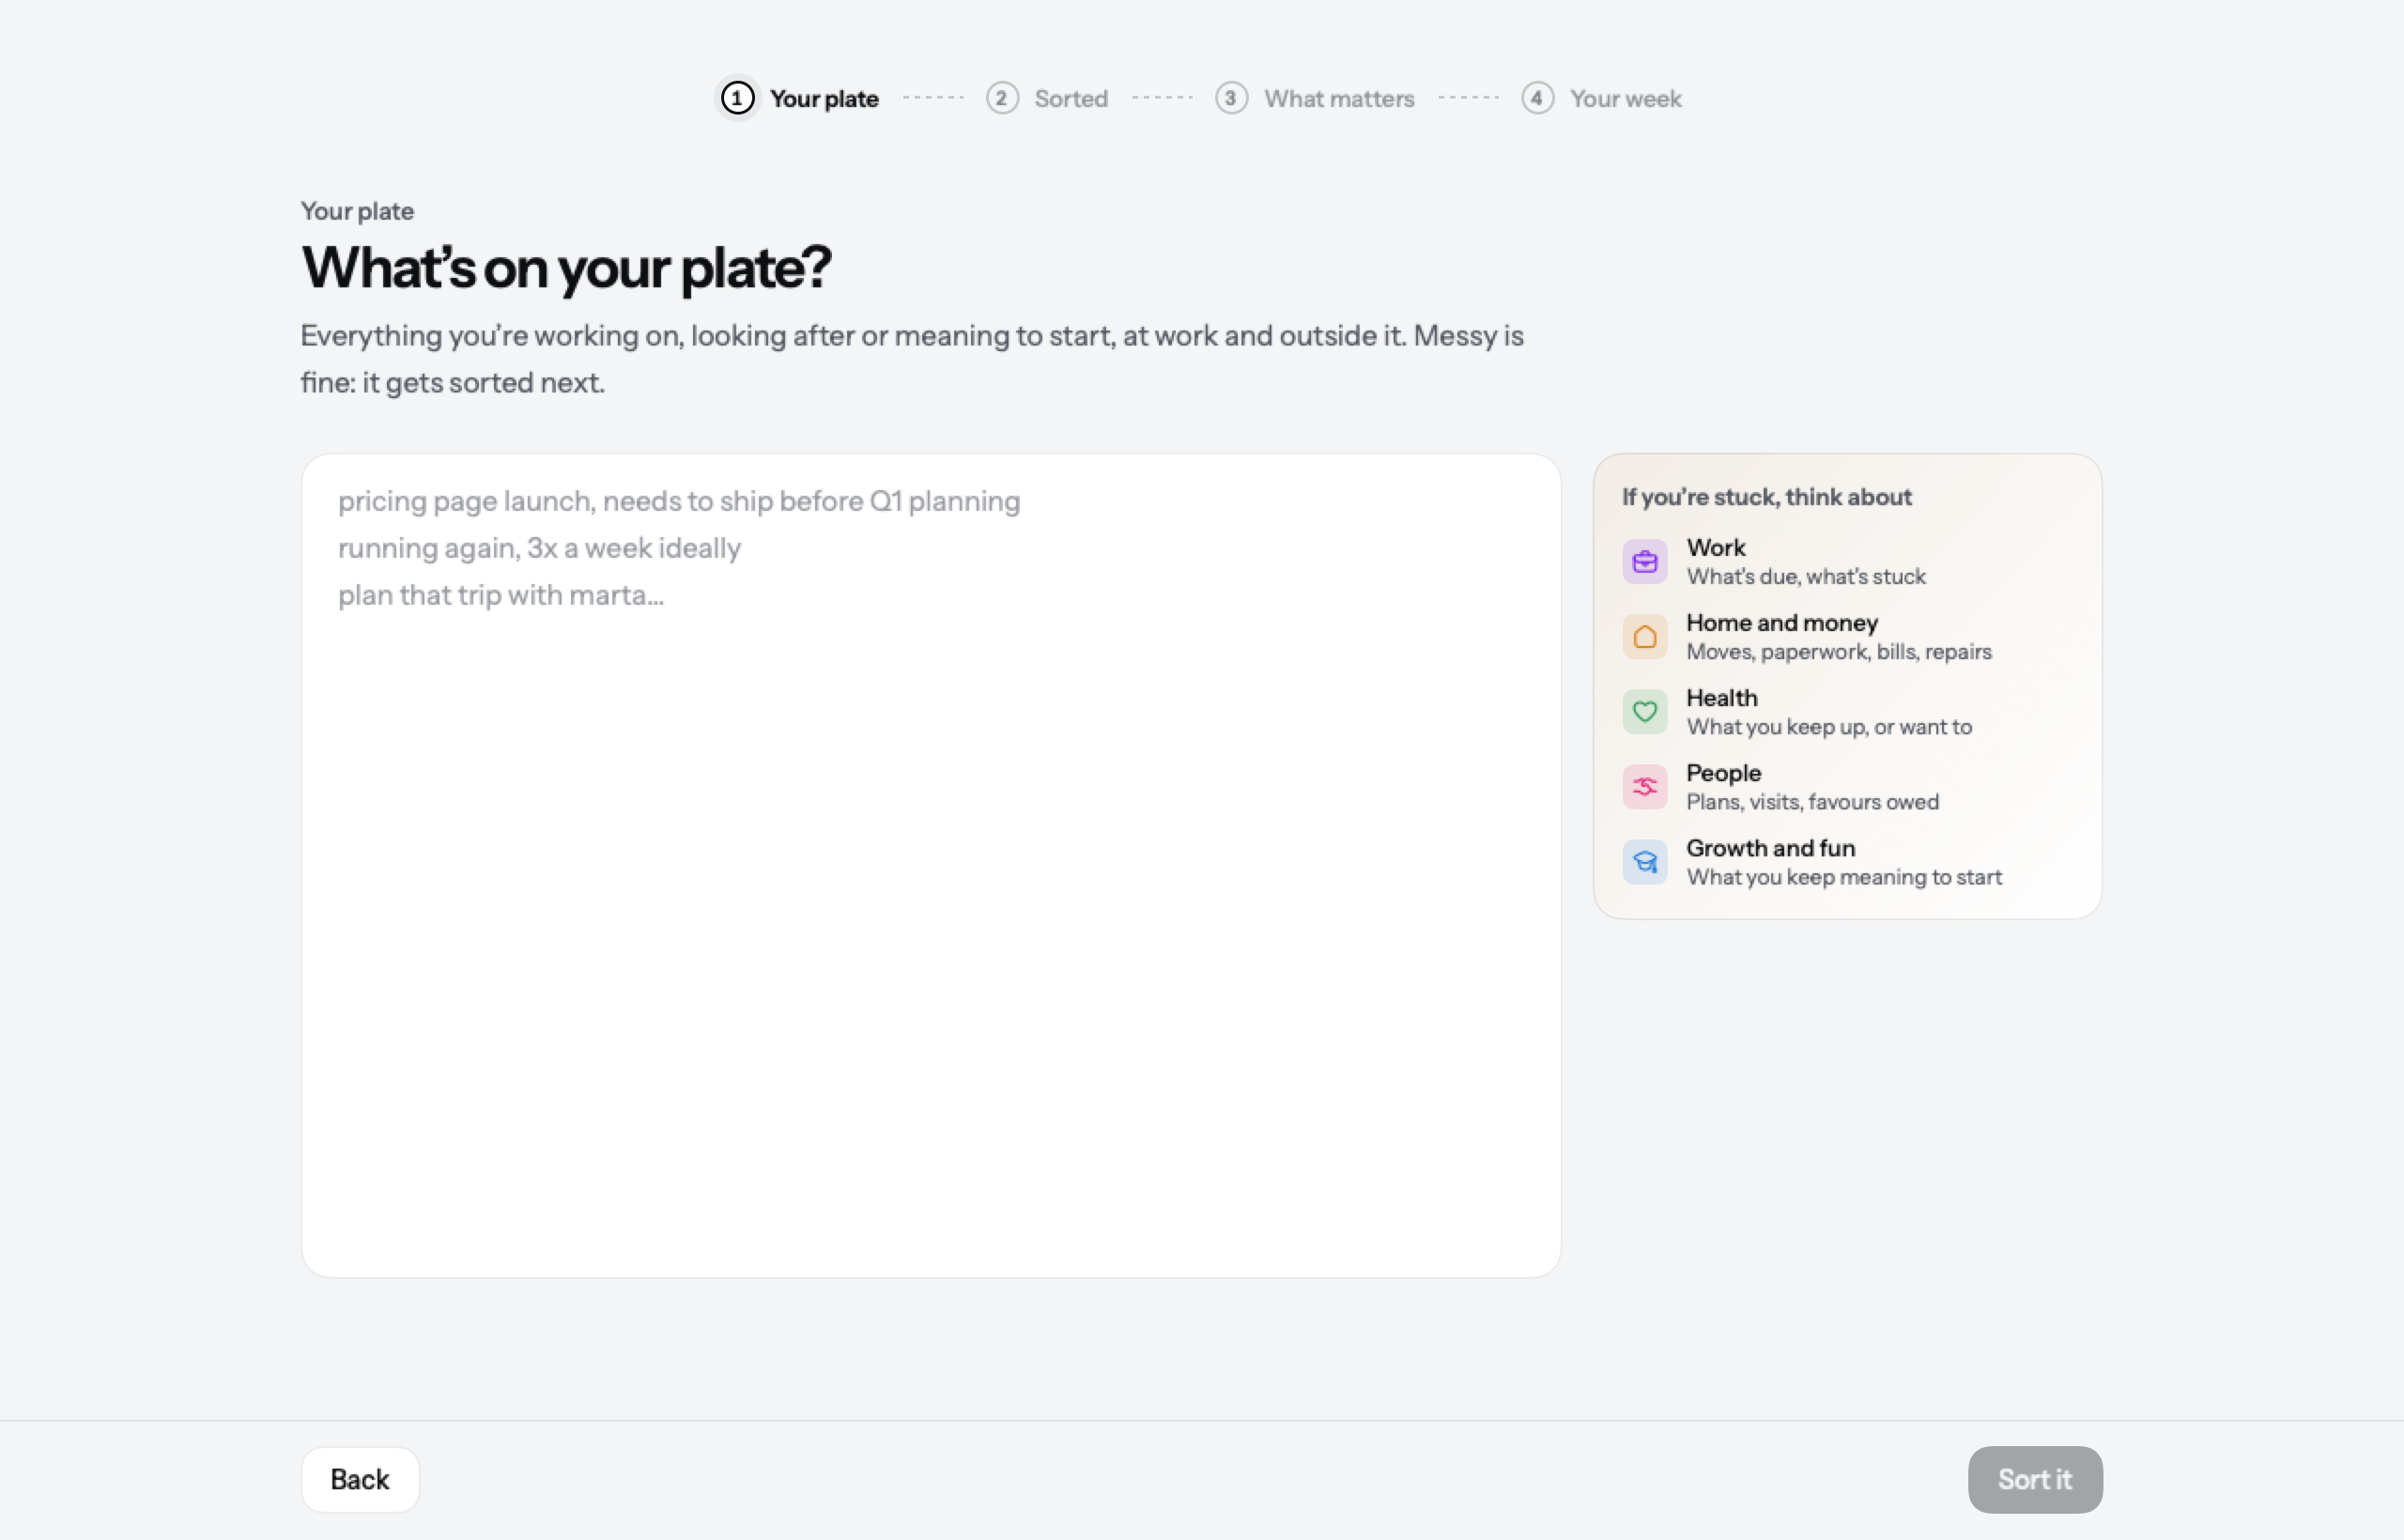 1 Your plate 2 Sorted 3 What matters 4 Your week
Your plate
What's on your plate?
Everything you're working on, looking after or meaning to start, at work and outside it. Messy is
fine: it gets sorted next.
pricing page launch, needs to ship before Q1 planning
running again, 3x a week ideally
plan that trip with marta...
If you're stuck, think about
Work
What's due, what's stuck
Home and money
Moves, paperwork, bills, repairs
Health
What you keep up, or want to
People
Plans, visits, favours owed
Growth and fun
What you keep meaning to start
Back
Sort it